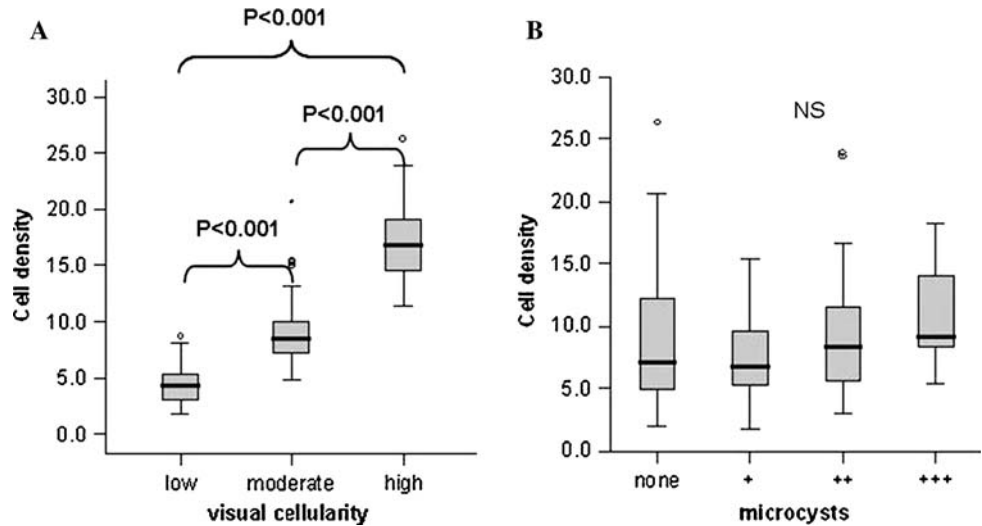 A
P<0.001
P<0.001
P<0.001
30.0
25.0
20.0
15.0
10.0
5.0
0.0
Cell density
low moderate high
visual cellularity
B
NS
30.0
25.0
20.0
15.0
10.0
5.0
0.0
Cell density
none + ++ +++
microcysts